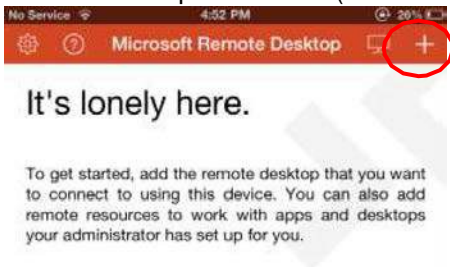 No Service 4:52 PM 26%
Microsoft Remote Desktop
It's lonely here.
To get started, add the remote desktop that you want
to connect to using this device. You can also add
remote resources to work with apps and desktops
your administrator has set up for you.